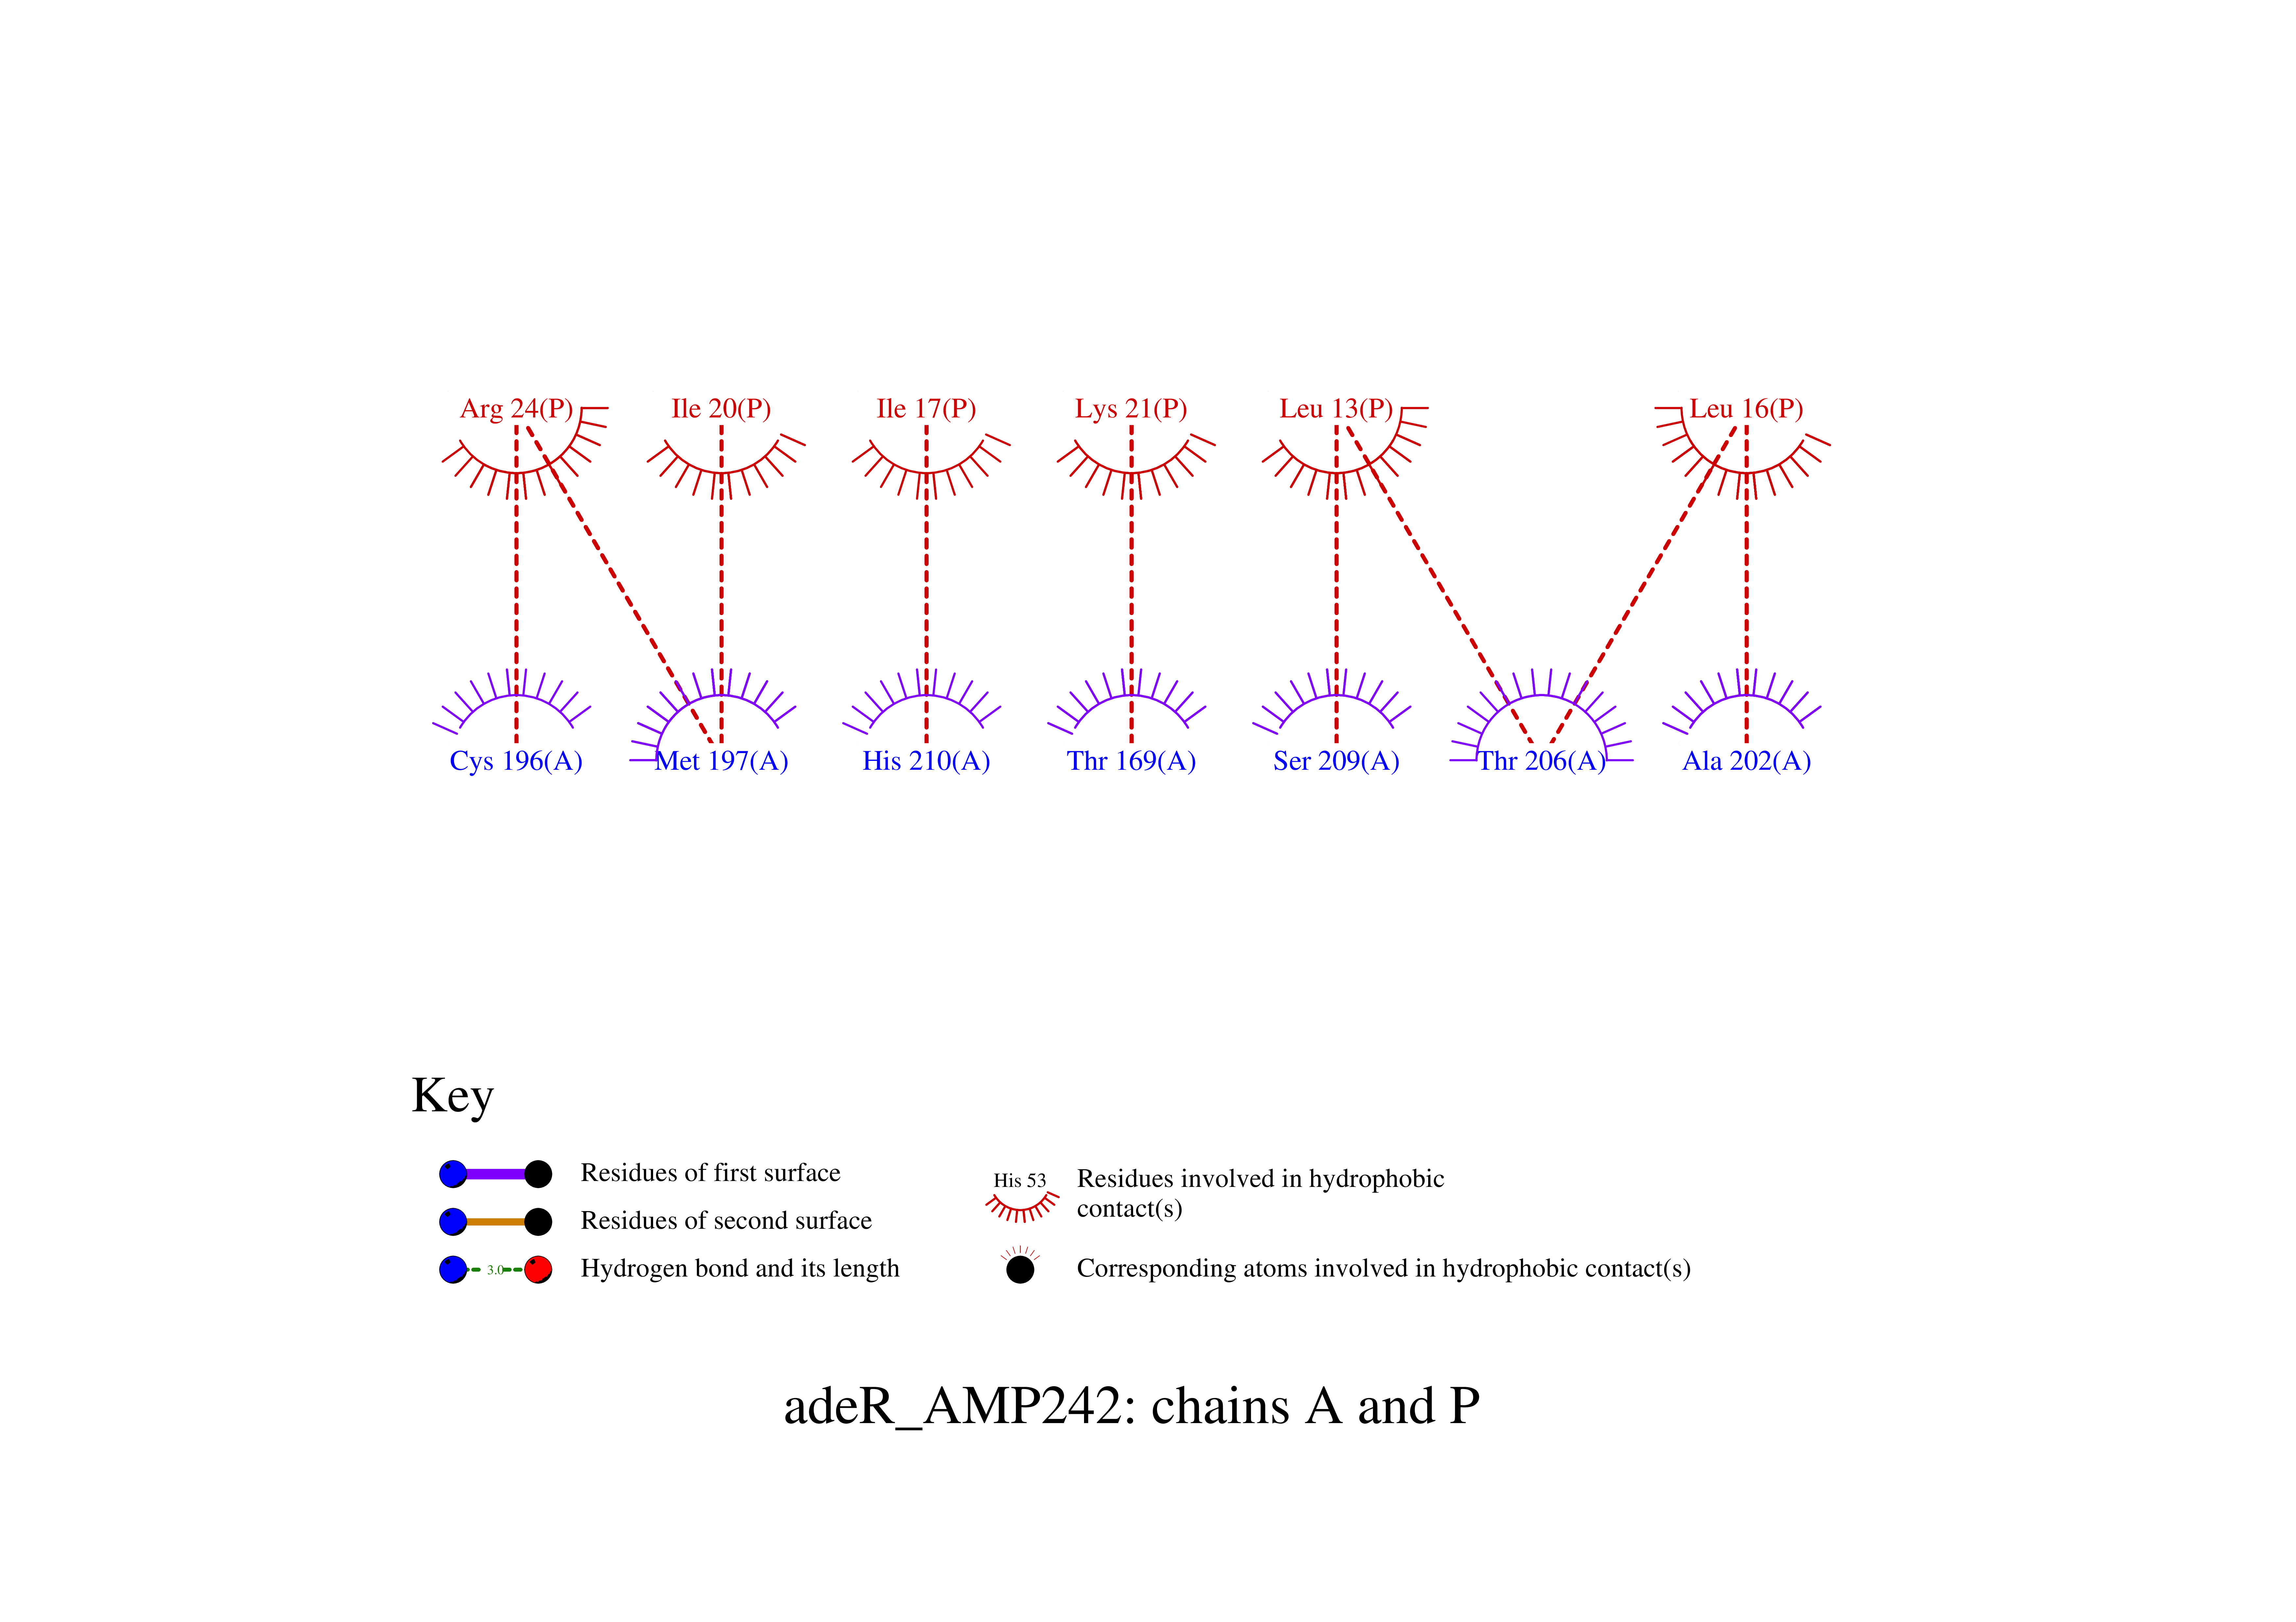 Arg 24(P) Ile 20(P) Ile 17(P) Lys 21(P) Leu 13(P) Leu 16(P)
Cys 196(A) Met 197(A) His 210(A) Thr 169(A) Ser 209(A) Thr 206(A) Ala 202(A)
Key
Residues of first surface
Residues of second surface
3.0 Hydrogen bond and its length
His 53 Residues involved in hydrophobic
contact(s)
Corresponding atoms involved in hydrophobic contact(s)
adeR_AMP242: chains A and P